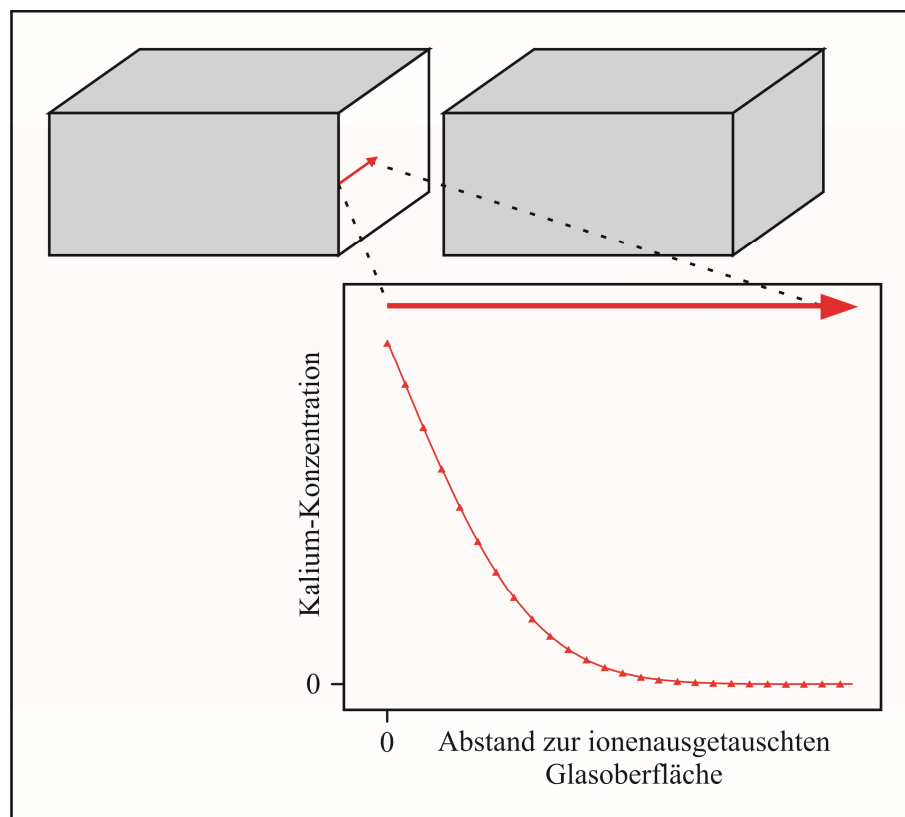 Kalium-Konzentration
0
0
Abstand zur ionenausgetauschten
Glasoberfläche